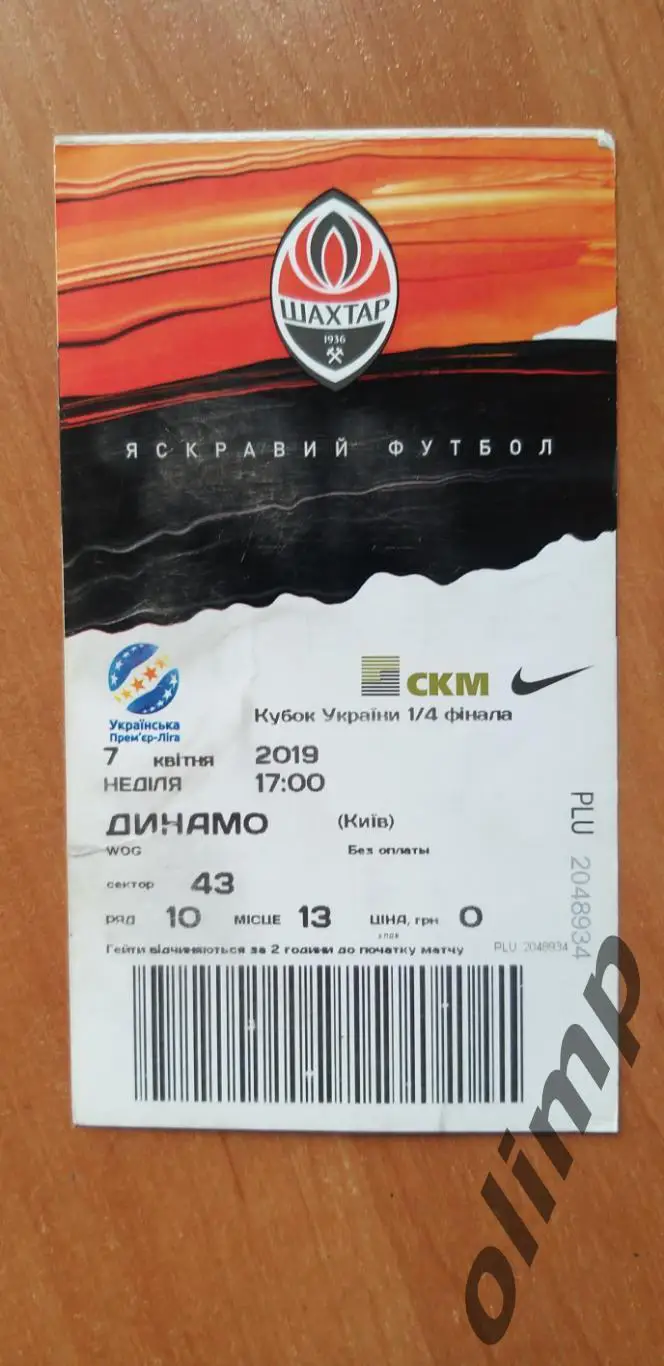 ШАХТАР
1936
ЯСКРАВИЙ ФУТБОЛ
Українська
Прем'єр-Ліга
СКМ
Кубок України 1/4 фінала
7 квітня 2019
НЕДІЛЯ 17:00
ДИНАМО (Київ)
WOG Без оплаты
сектор 43
РЯД 10 МІСЦЕ 13 ЦІНА, грн 0
Гейти відчиняються за 2 години до початку матчу PLU 2048934
PLU 2048934
olimp